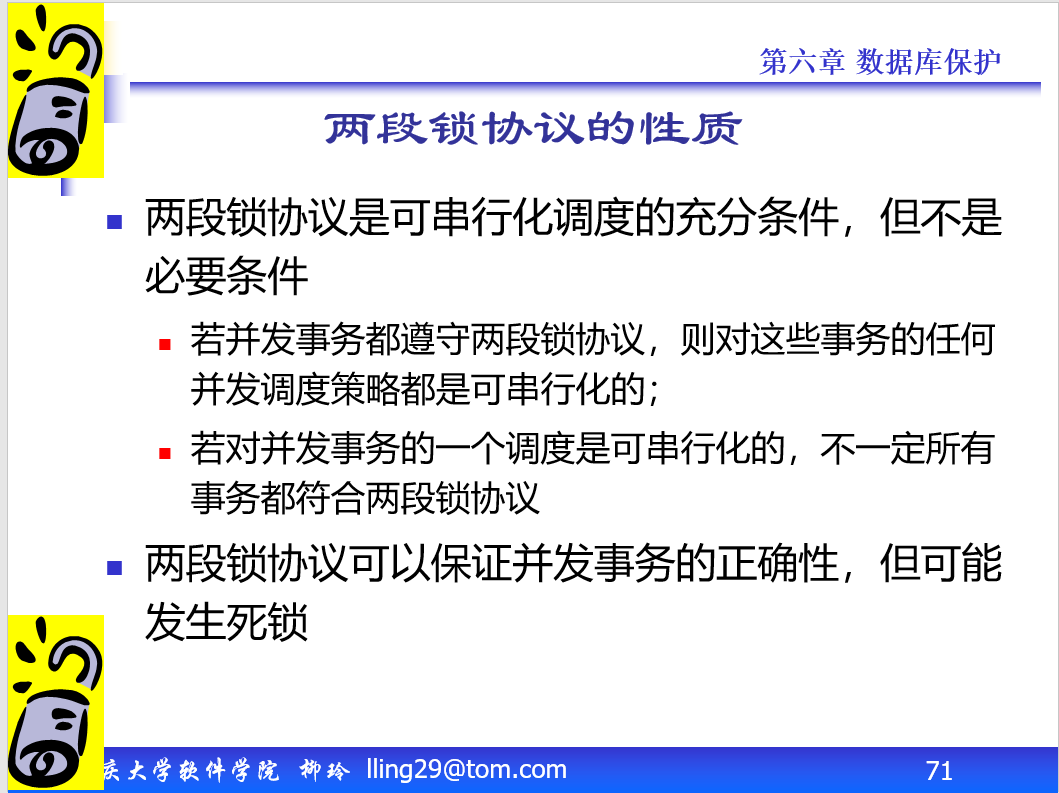 第六章 数据库保护
两段锁协议的性质
两段锁协议是可串行化调度的充分条件，但不是
必要条件
若并发事务都遵守两段锁协议，则对这些事务的任何
并发调度策略都是可串行化的；
若对并发事务的一个调度是可串行化的，不一定所有
事务都符合两段锁协议
两段锁协议可以保证并发事务的正确性，但可能
发生死锁
大学软件学院 柳玲 lling29@tom.com
71